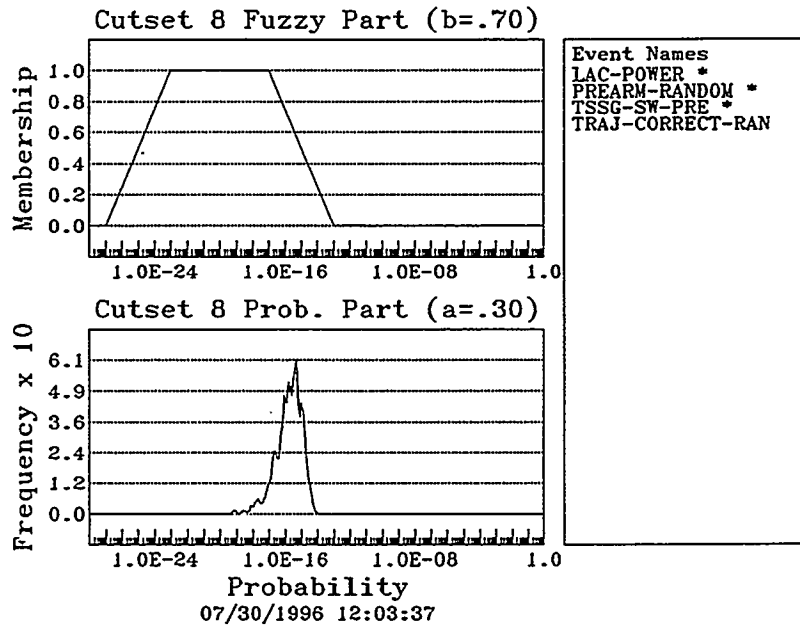 Cutset 8 Fuzzy Part (b=.70)
Membership
1.0
0.8
0.6
0.4
0.2
0.0
1.0E-24 1.0E-16 1.0E-08 1.0
Cutset 8 Prob. Part (a=.30)
Frequency x 10
6.1
4.9
3.6
2.4
1.2
0.0
1.0E-24 1.0E-16 1.0E-08 1.0
Probability
07/30/1996 12:03:37
Event Names
LAC-POWER *
PREARM-RANDOM *
TSSG-SW-PRE *
TRAJ-CORRECT-RAN